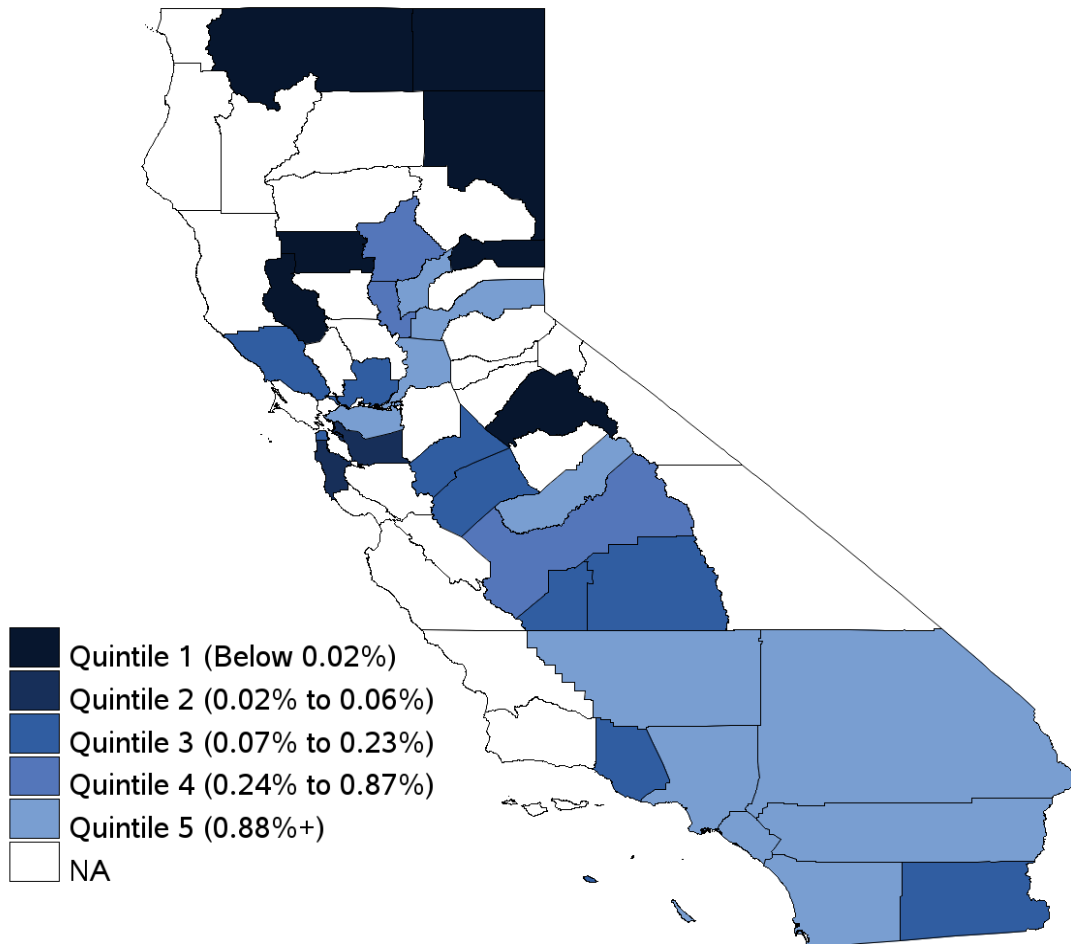 Quintile 1 (Below 0.02%)
Quintile 2 (0.02% to 0.06%)
Quintile 3 (0.07% to 0.23%)
Quintile 4 (0.24% to 0.87%)
Quintile 5 (0.88%+)
NA